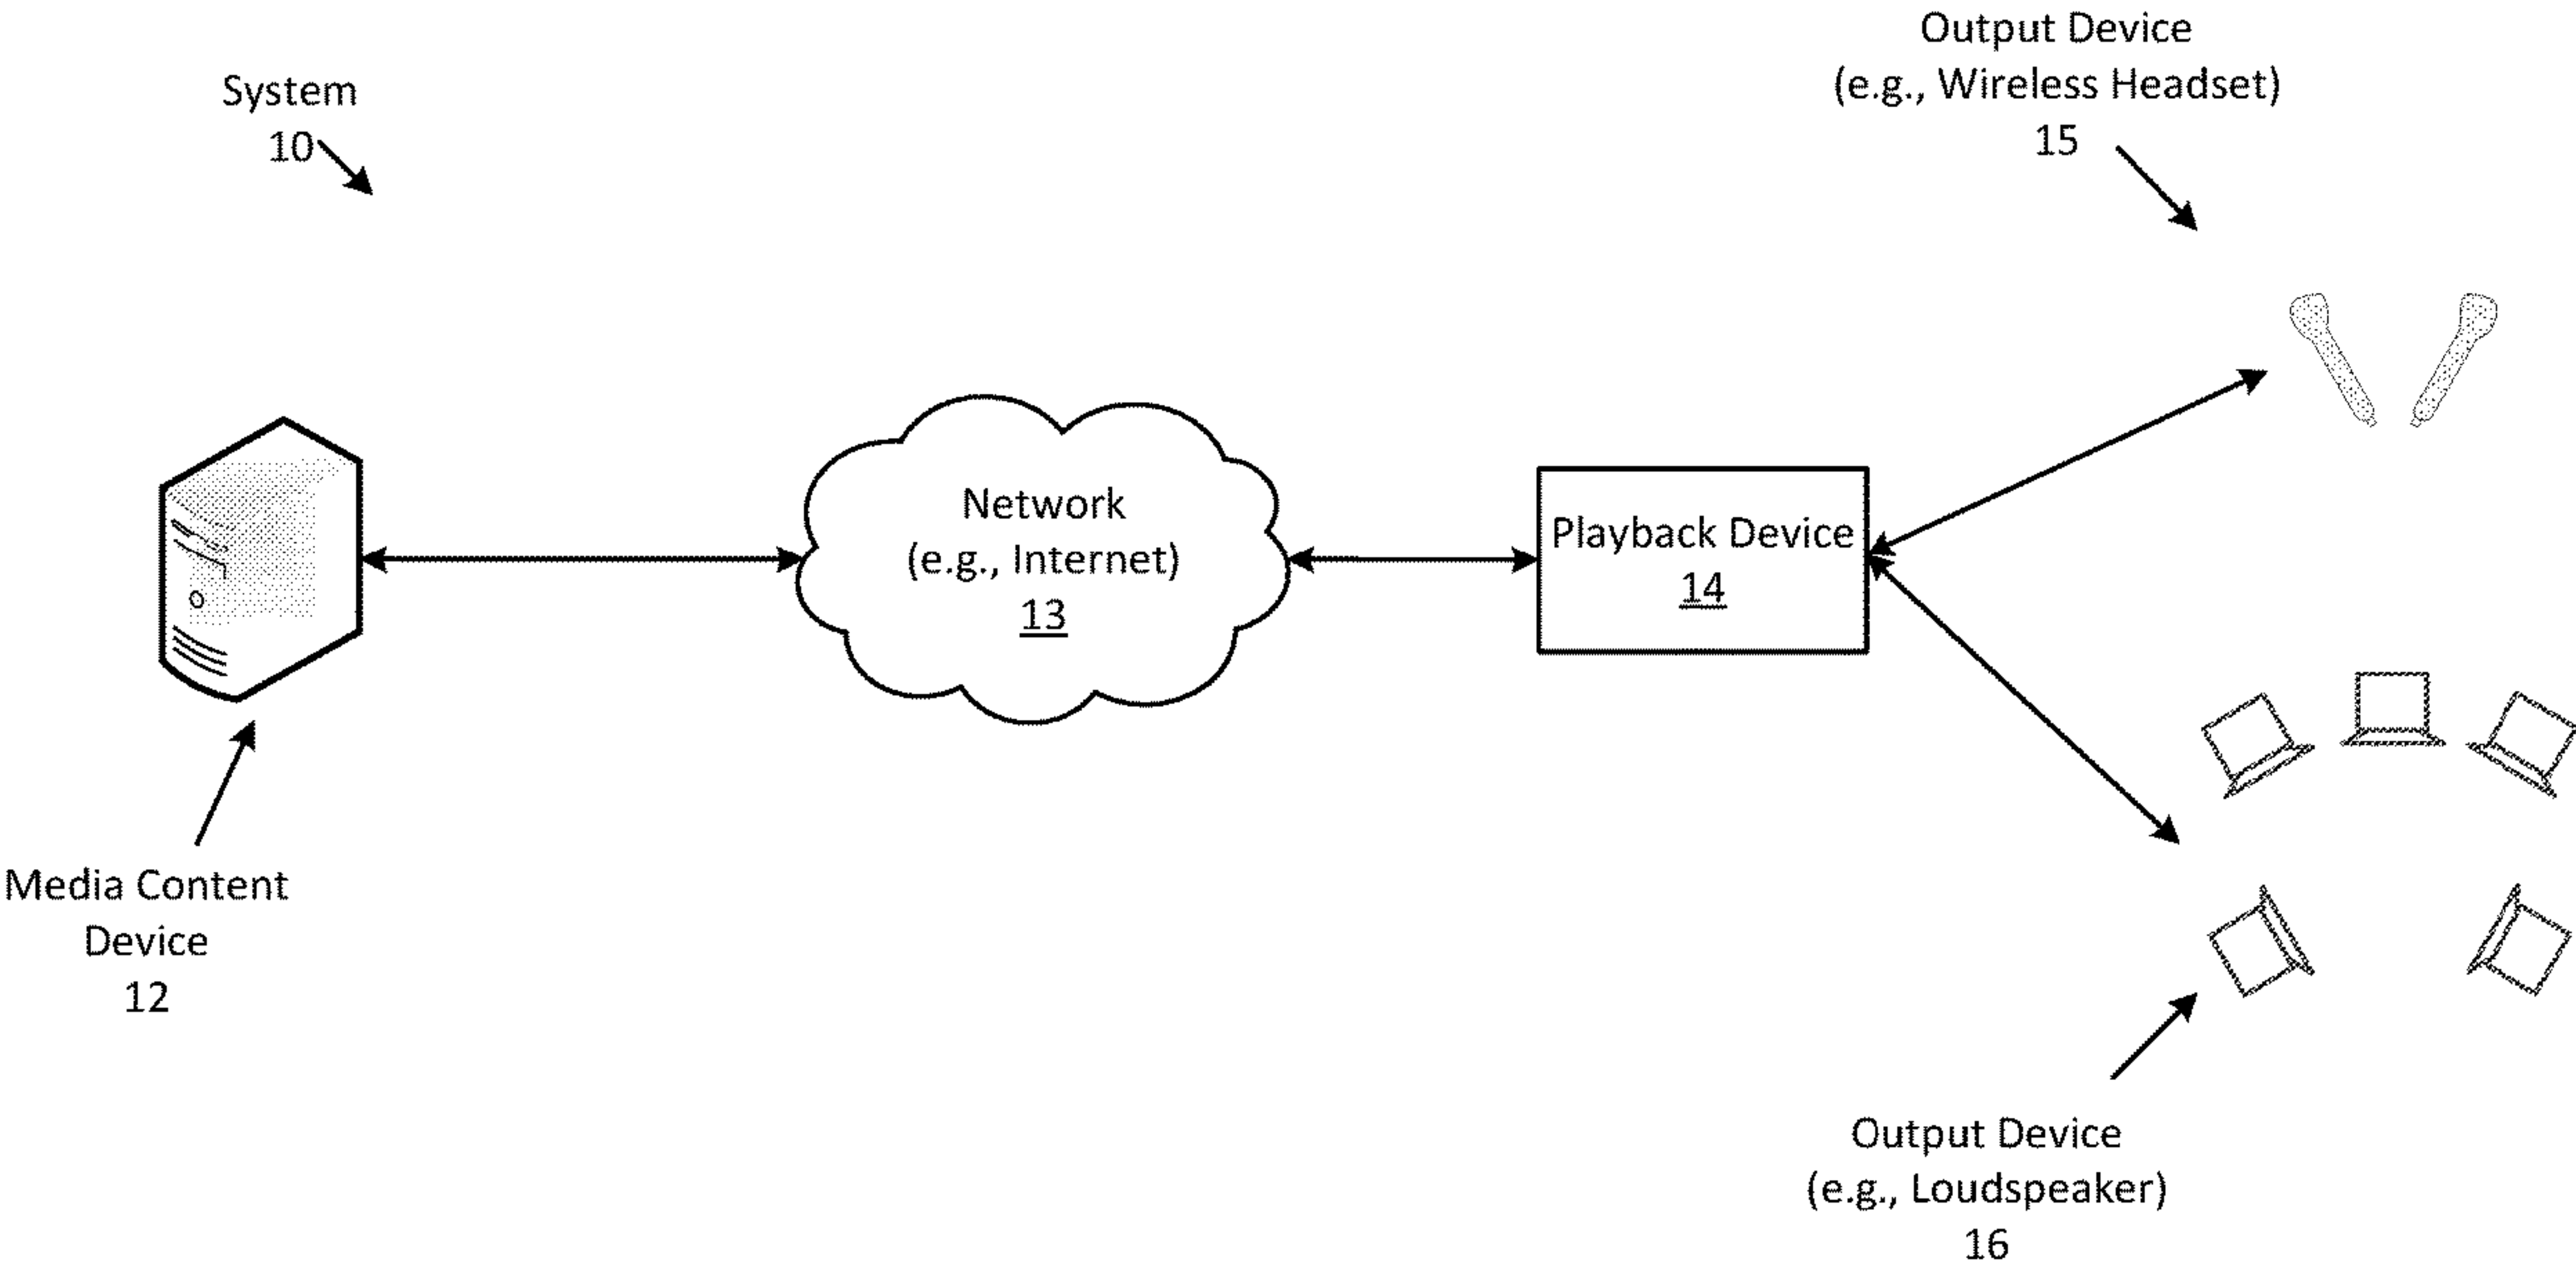 System
10
Output Device
(e.g., Wireless Headset)
15
Network
(e.g., Internet)
13
Playback Device
14
Media Content
Device
12
Output Device
(e.g., Loudspeaker)
16